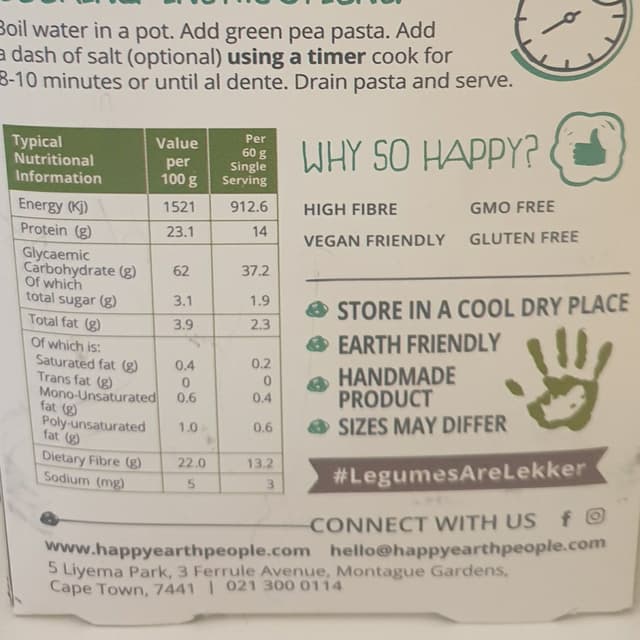 Boil water in a pot. Add green pea pasta. Add
a dash of salt (optional) using a timer cook for
8-10 minutes or until al dente. Drain pasta and serve.
Typical Nutritional Information | Value per 100 g | Per 60 g Single Serving
Energy (Kj) 1521 912.6
Protein (g) 23.1 14
Glycaemic
Carbohydrate (g) 62 37.2
Of which
total sugar (g) 3.1 1.9
Total fat (g) 3.9 2.3
Of which is:
Saturated fat (g) 0.4 0.2
Trans fat (g) 0 0
Mono-Unsaturated 0.6 0.4
fat (g)
Poly-unsaturated 1.0 0.6
fat (g)
Dietary Fibre (g) 22.0 13.2
Sodium (mg) 5 3
WHY SO HAPPY?
HIGH FIBRE GMO FREE
VEGAN FRIENDLY GLUTEN FREE
STORE IN A COOL DRY PLACE
EARTH FRIENDLY
HANDMADE
PRODUCT
SIZES MAY DIFFER
#LegumesAreLekker
CONNECT WITH US f
www.happyearthpeople.com hello@happyearthpeople.com
5 Liyema Park, 3 Ferrule Avenue, Montague Gardens,
Cape Town, 7441 | 021 300 0114